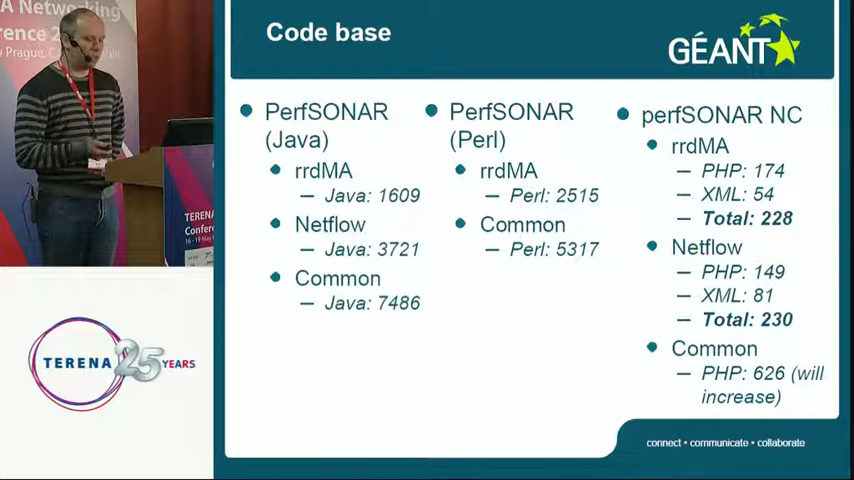 Code base
GÉANT
PerfSONAR
(Java)
rrdMA
– Java: 1609
Netflow
– Java: 3721
Common
– Java: 7486
PerfSONAR
(Perl)
rrdMA
– Perl: 2515
Common
– Perl: 5317
perfSONAR NC
rrdMA
– PHP: 174
– XML: 54
– Total: 228
Netflow
– PHP: 149
– XML: 81
– Total: 230
Common
– PHP: 626 (will
increase)
connect • communicate • collaborate
A Networking
TERENA
TERENA 25 YEARS